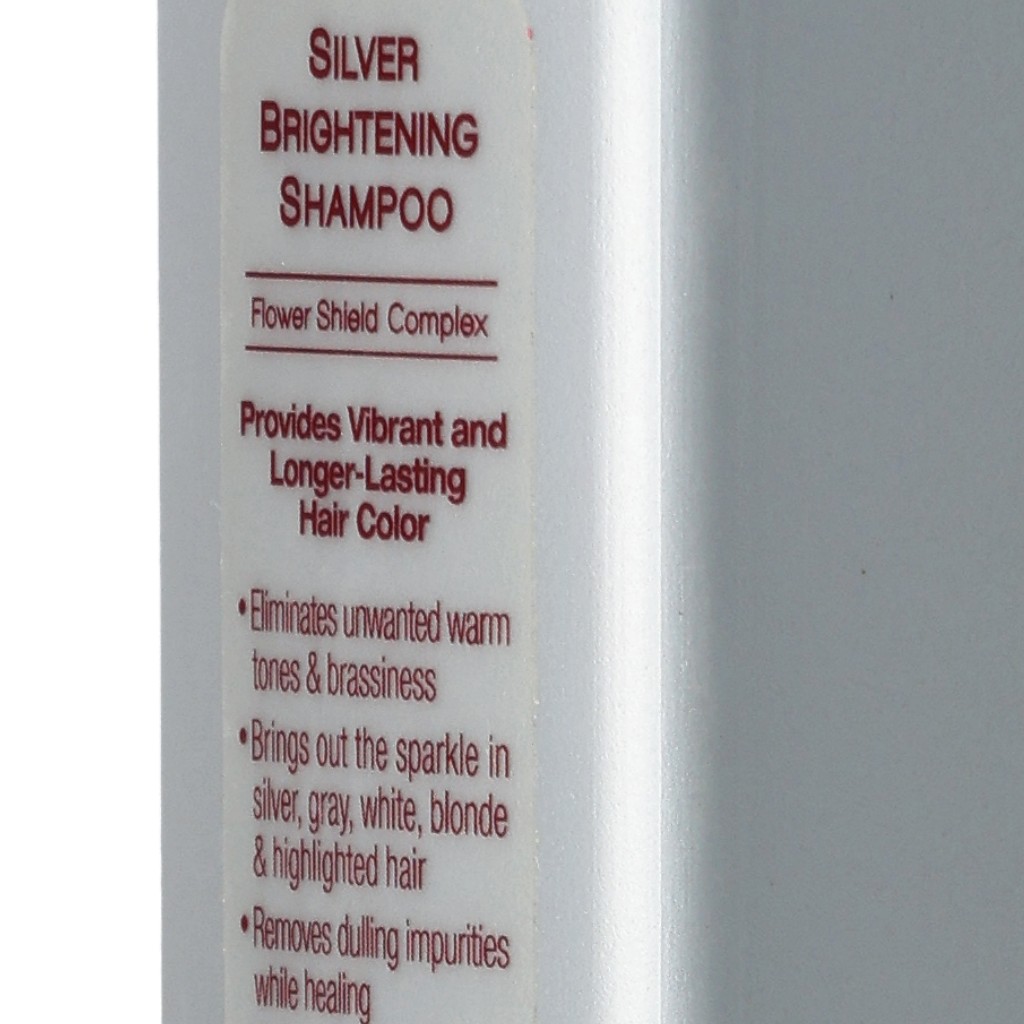 SILVER
BRIGHTENING
SHAMPOO
Flower Shield Complex
Provides Vibrant and
Longer-Lasting
Hair Color
•Eliminates unwanted warm
tones & brassiness
•Brings out the sparkle in
silver, gray, white, blonde
& highlighted hair
•Removes dulling impurities
while healing